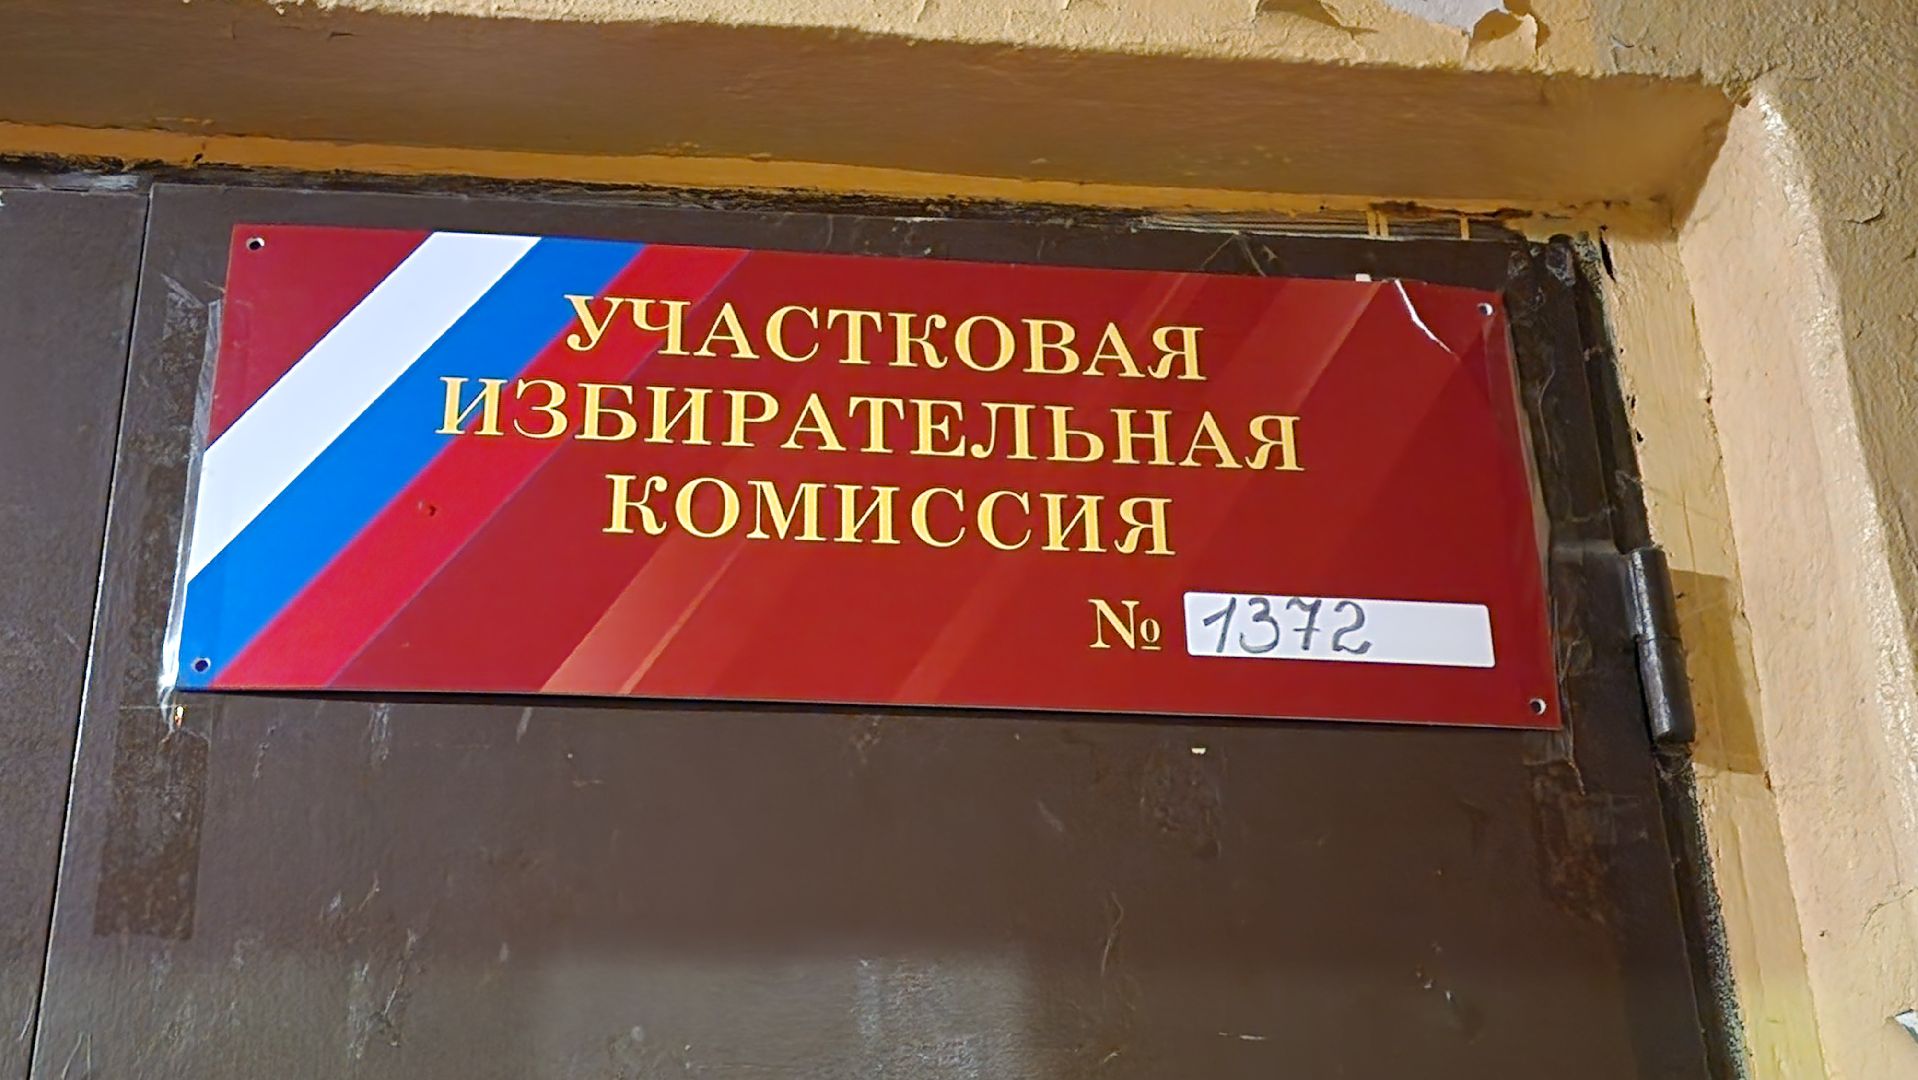 УЧАСТКОВАЯ
ИЗБИРАТЕЛЬНАЯ
КОМИССИЯ
№ 1372